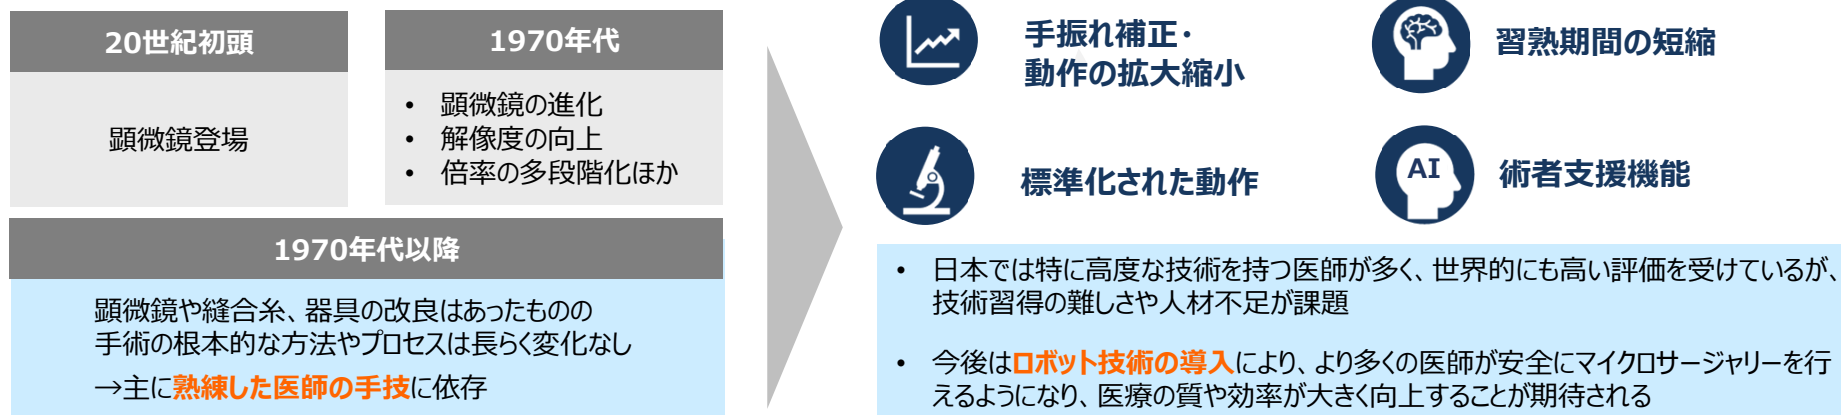 20世紀初頭
顕微鏡登場
1970年代
• 顕微鏡の進化
• 解像度の向上
• 倍率の多段階化ほか
1970年代以降
顕微鏡や縫合糸、器具の改良はあったものの
手術の根本的な方法やプロセスは長らく変化なし
→主に熟練した医師の手技に依存
手振れ補正・
動作の拡大縮小
習熟期間の短縮
標準化された動作
AI
術者支援機能
• 日本では特に高度な技術を持つ医師が多く、世界的にも高い評価を受けているが、
技術習得の難しさや人材不足が課題
• 今後はロボット技術の導入により、より多くの医師が安全にマイクロサージャリーを行
えるようになり、医療の質や効率が大きく向上することが期待される